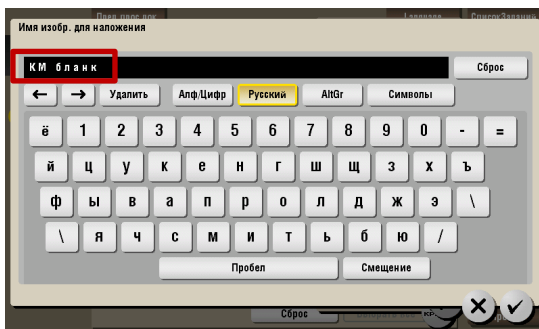 Имя изобр. для наложения
КМ бланк
Сброс
← → Удалить Алф/Цифр Русский AltGr Символы
ё 1 2 3 4 5 6 7 8 9 0 - =
й ц у к е н г ш щ з х ъ
ф ы в а п р о л д ж э \
\ я ч с м и т ь б ю /
Пробел Смещение
Сброс